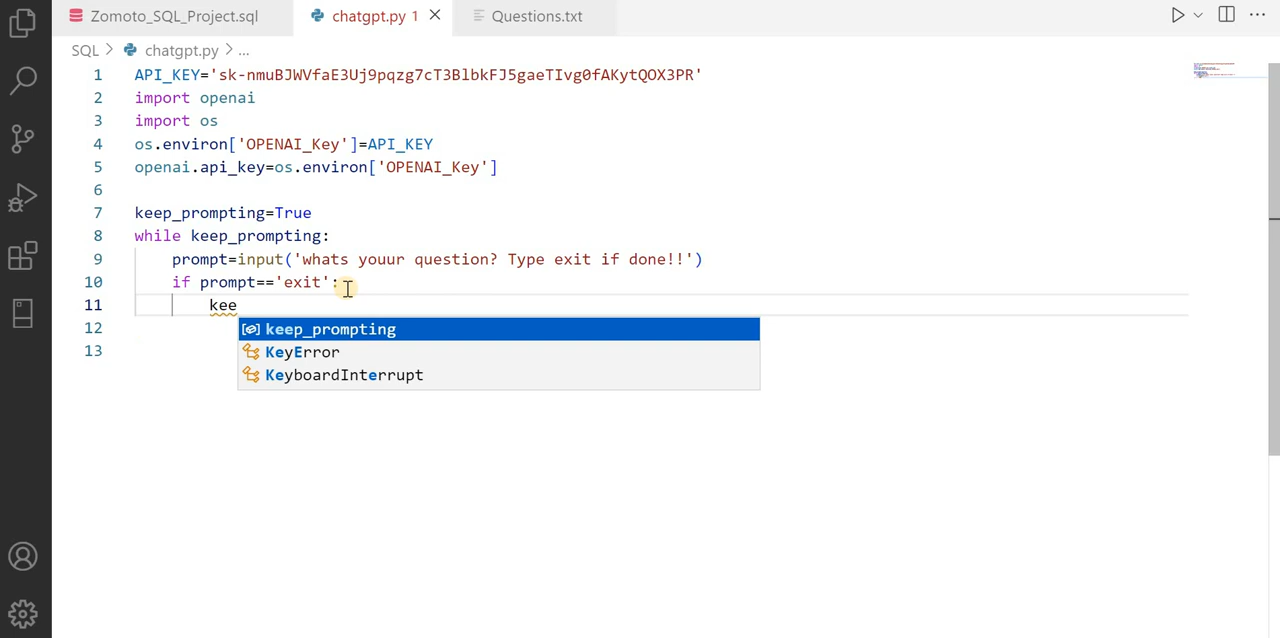 Zomoto_SQL_Project.sql chatgpt.py 1 Questions.txt
SQL > chatgpt.py > ...
1 API_KEY='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'
2 import openai
3 import os
4 os.environ['OPENAI_Key']=API_KEY
5 openai.api_key=os.environ['OPENAI_Key']
6
7 keep_prompting=True
8 while keep_prompting:
9 prompt=input('whats youur question? Type exit if done!!')
10 if prompt=='exit':
11 kee
keep_prompting
12
KeyError
13
KeyboardInterrupt